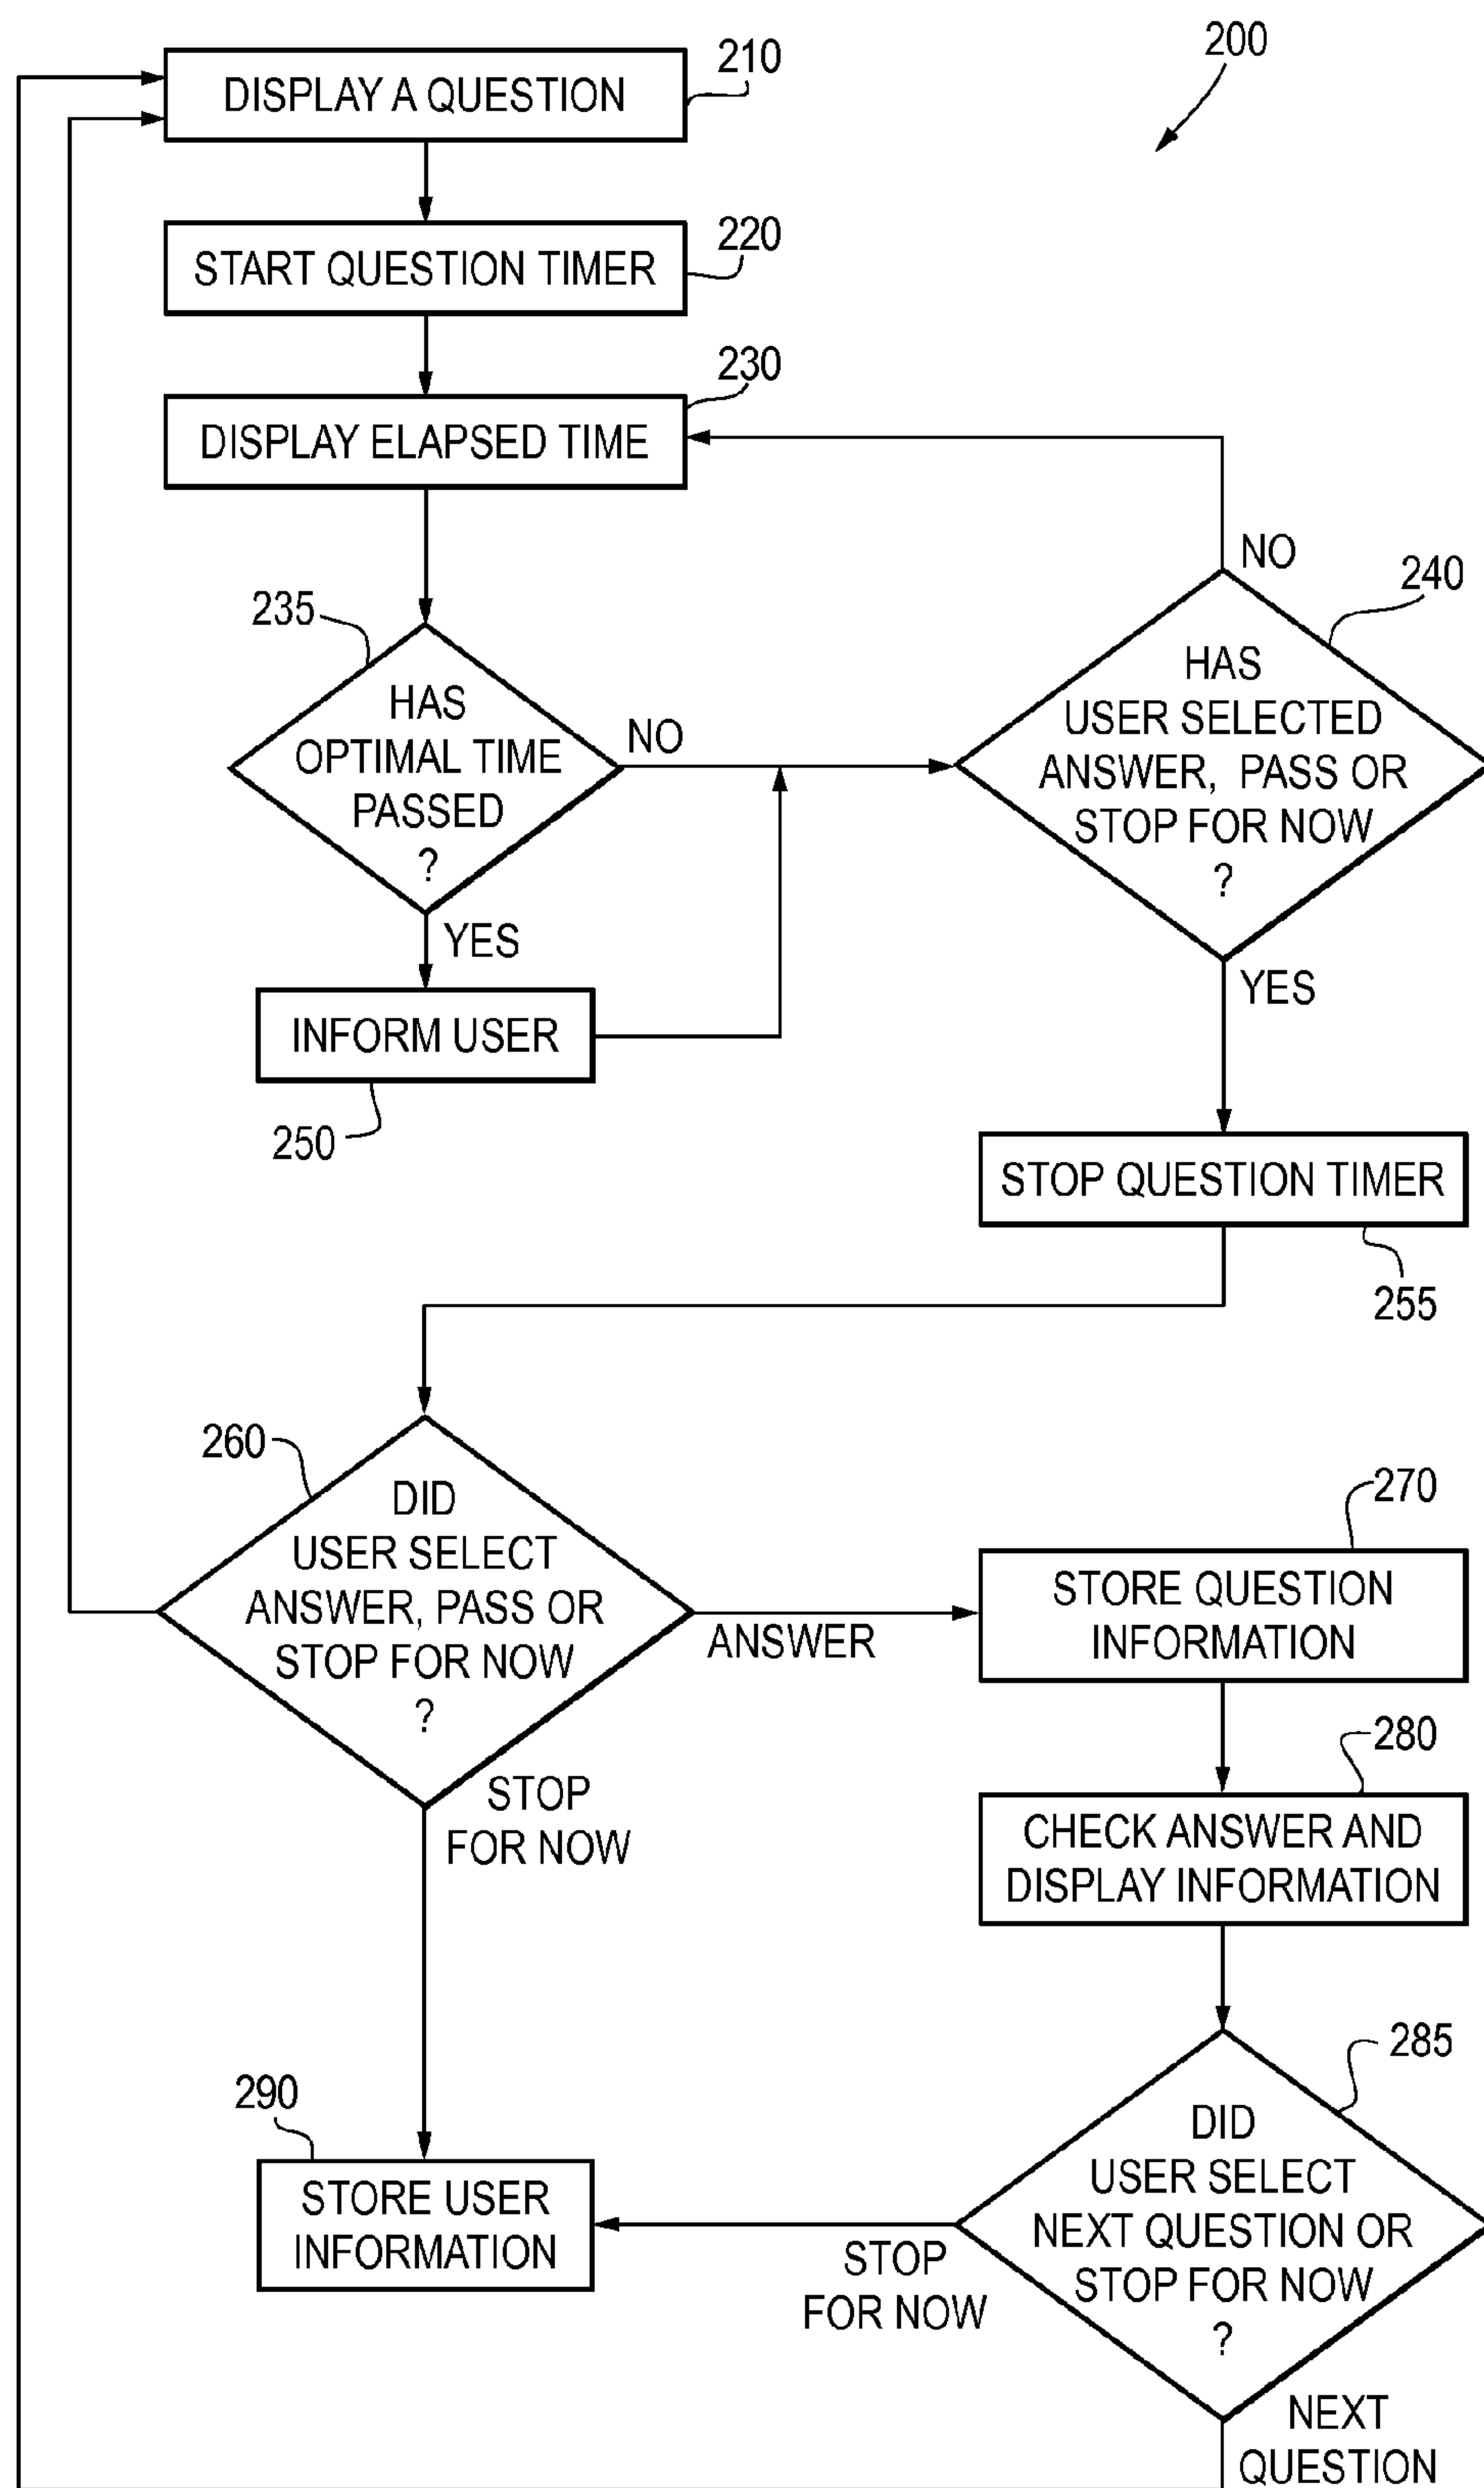 200
210
DISPLAY A QUESTION
220
START QUESTION TIMER
230
DISPLAY ELAPSED TIME
235
HAS
OPTIMAL TIME
PASSED
?
NO
YES
240
NO
HAS
USER SELECTED
ANSWER, PASS OR
STOP FOR NOW
?
YES
INFORM USER
250
STOP QUESTION TIMER
255
260
DID
USER SELECT
ANSWER, PASS OR
STOP FOR NOW
?
ANSWER
STOP
FOR NOW
270
STORE QUESTION
INFORMATION
280
CHECK ANSWER AND
DISPLAY INFORMATION
285
DID
USER SELECT
NEXT QUESTION OR
STOP FOR NOW
?
STOP
FOR NOW
NEXT
QUESTION
290
STORE USER
INFORMATION